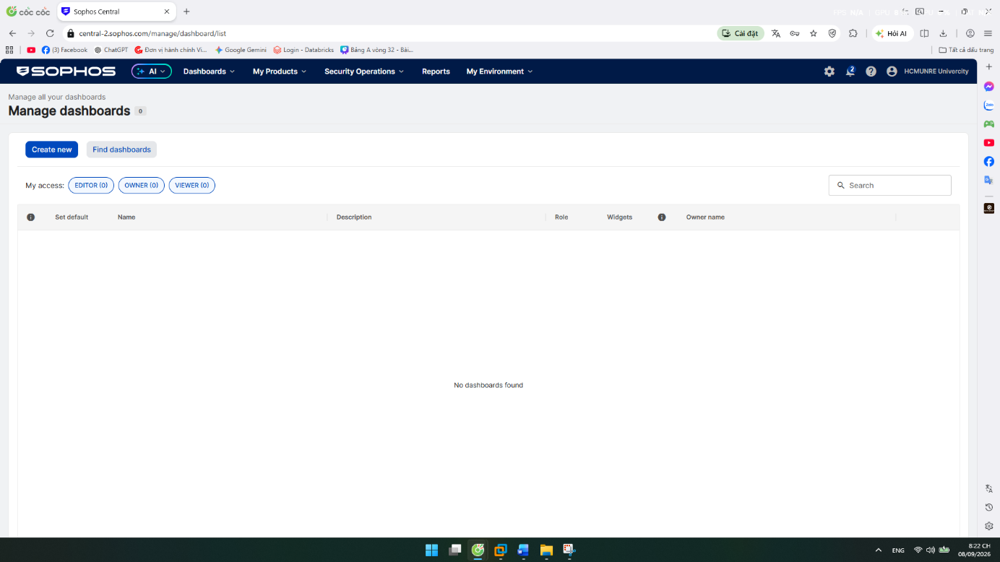 cốc cốc
Sophos Central
FPS N/A GPU
central-2.sophos.com/manage/dashboard/list
Cài đặt
Hỏi AI
(3) Facebook
ChatGPT
Đơn vị hành chính Vi...
Google Gemini
Login - Databricks
Bảng A vòng 32 - Bài...
Tất cả dấu trang
SOPHOS
AI
Dashboards
My Products
Security Operations
Reports
My Environment
2
HCMUNRE Univercity
Manage all your dashboards
Manage dashboards 0
Create new
Find dashboards
My access: EDITOR (0) OWNER (0) VIEWER (0)
Search
Set default Name Description Role Widgets Owner name
No dashboards found
Zalo
ENG
8:22 CH
08/09/2026